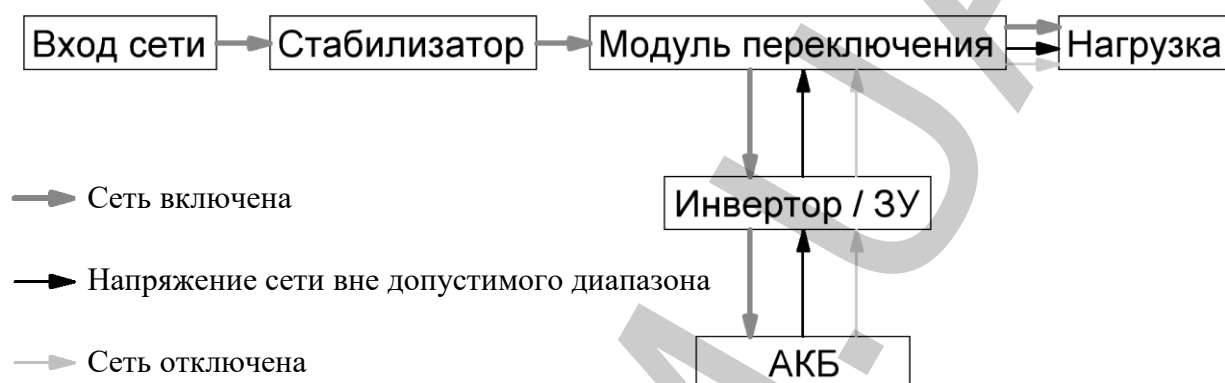 Вход сети
Стабилизатор
Модуль переключения
Нагрузка
Инвертор / ЗУ
АКБ
Сеть включена
Напряжение сети вне допустимого диапазона
Сеть отключена